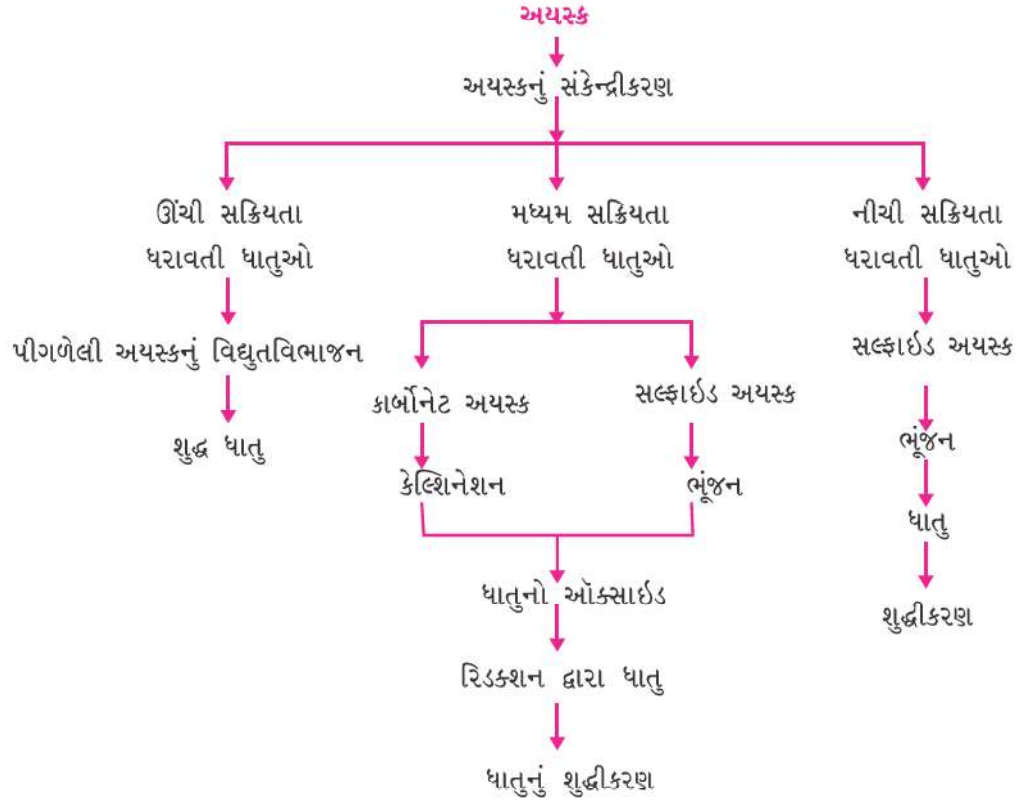 અયસ્ક
અયસ્કનું સંકેન્દ્રીકરણ
ઊંચી સક્રિયતા
ધરાવતી ધાતુઓ
પીગળેલી અયસ્કનું વિદ્યુતવિભાજન
શુદ્ધ ધાતુ
મધ્યમ સક્રિયતા
ધરાવતી ધાતુઓ
કાર્બોનેટ અયસ્ક
કેલ્શિનેશન
સલ્ફાઇડ અયસ્ક
ભૂંજન
ધાતુનો ઑક્સાઇડ
રિડક્શન દ્વારા ધાતુ
ધાતુનું શુદ્ધીકરણ
નીચી સક્રિયતા
ધરાવતી ધાતુઓ
સલ્ફાઇડ અયસ્ક
ભૂંજન
ધાતુ
શુદ્ધીકરણ